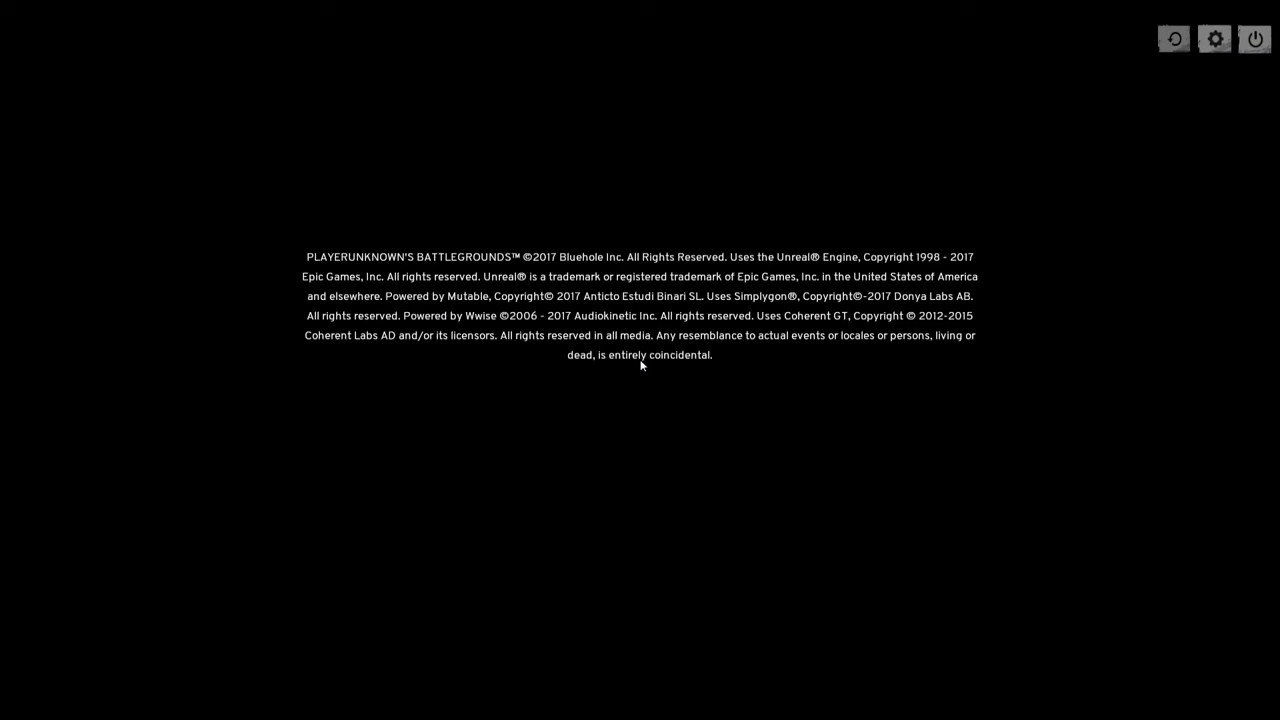 PLAYERUNKNOWN'S BATTLEGROUNDS™ ©2017 Bluehole Inc. All Rights Reserved. Uses the Unreal® Engine, Copyright 1998 - 2017
Epic Games, Inc. All rights reserved. Unreal® is a trademark or registered trademark of Epic Games, Inc. in the United States of America
and elsewhere. Powered by Mutable, Copyright© 2017 Anticto Estudi Binari SL. Uses Simplygon®, Copyright©-2017 Donya Labs AB.
All rights reserved. Powered by Wwise ©2006 - 2017 Audiokinetic Inc. All rights reserved. Uses Coherent GT, Copyright © 2012-2015
Coherent Labs AD and/or its licensors. All rights reserved in all media. Any resemblance to actual events or locales or persons, living or
dead, is entirely coincidental.